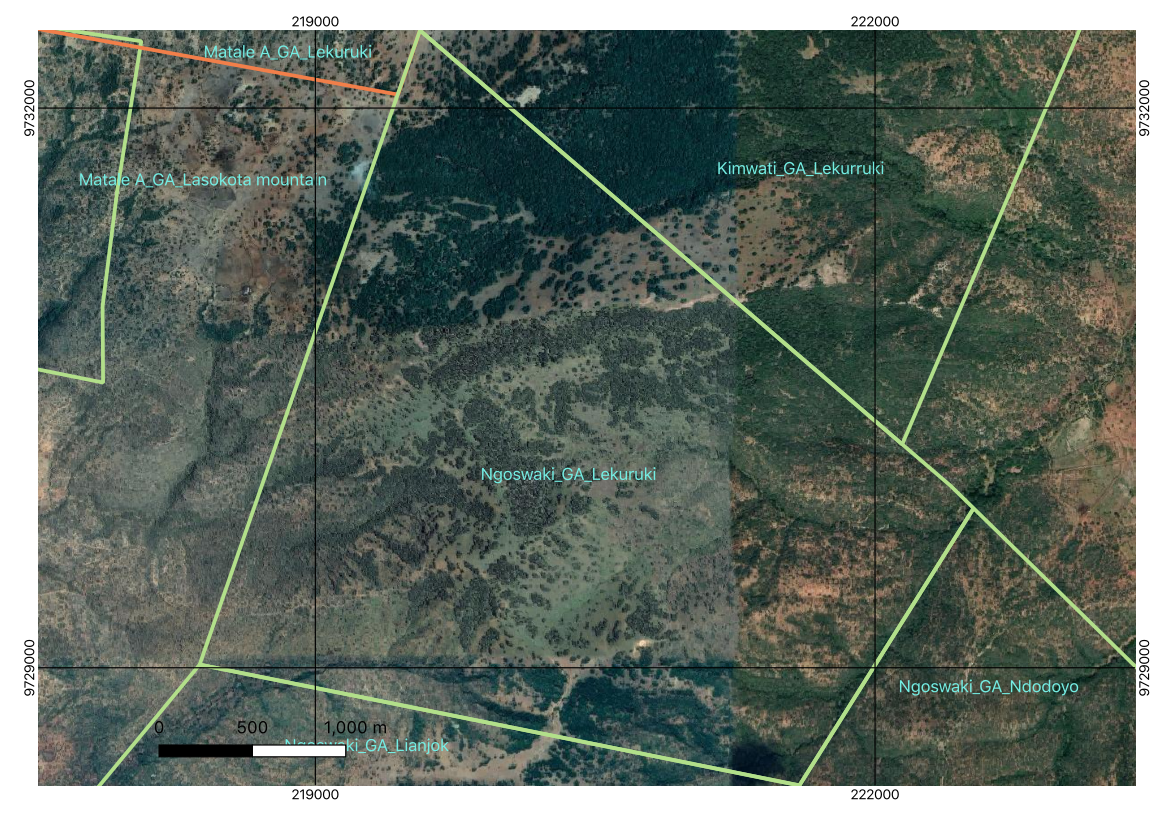 219000 222000
Matale A_GA_Lekuruki
9732000 9732000
Kimwati_GA_Lekurruki
Matale A_GA_Lasokota mountain
Ngoswaki_GA_Lekuruki
9729000 9729000
Ngoswaki_GA_Ndodoyo
0 500 1,000 m
Ngoswaki_GA_Lianjok
219000 222000